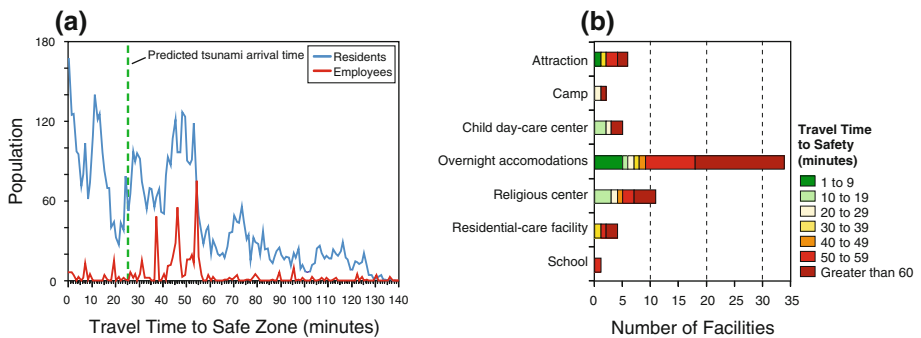 (a)
180
120
60
0
Population
Predicted tsunami arrival time
Residents
Employees
0 10 20 30 40 50 60 70 80 90 100 110 120 130 140
Travel Time to Safe Zone (minutes)
(b)
Attraction
Camp
Child day-care center
Overnight accomodations
Religious center
Residential-care facility
School
0 5 10 15 20 25 30 35
Number of Facilities
Travel Time
to Safety
(minutes)
1 to 9
10 to 19
20 to 29
30 to 39
40 to 49
50 to 59
Greater than 60